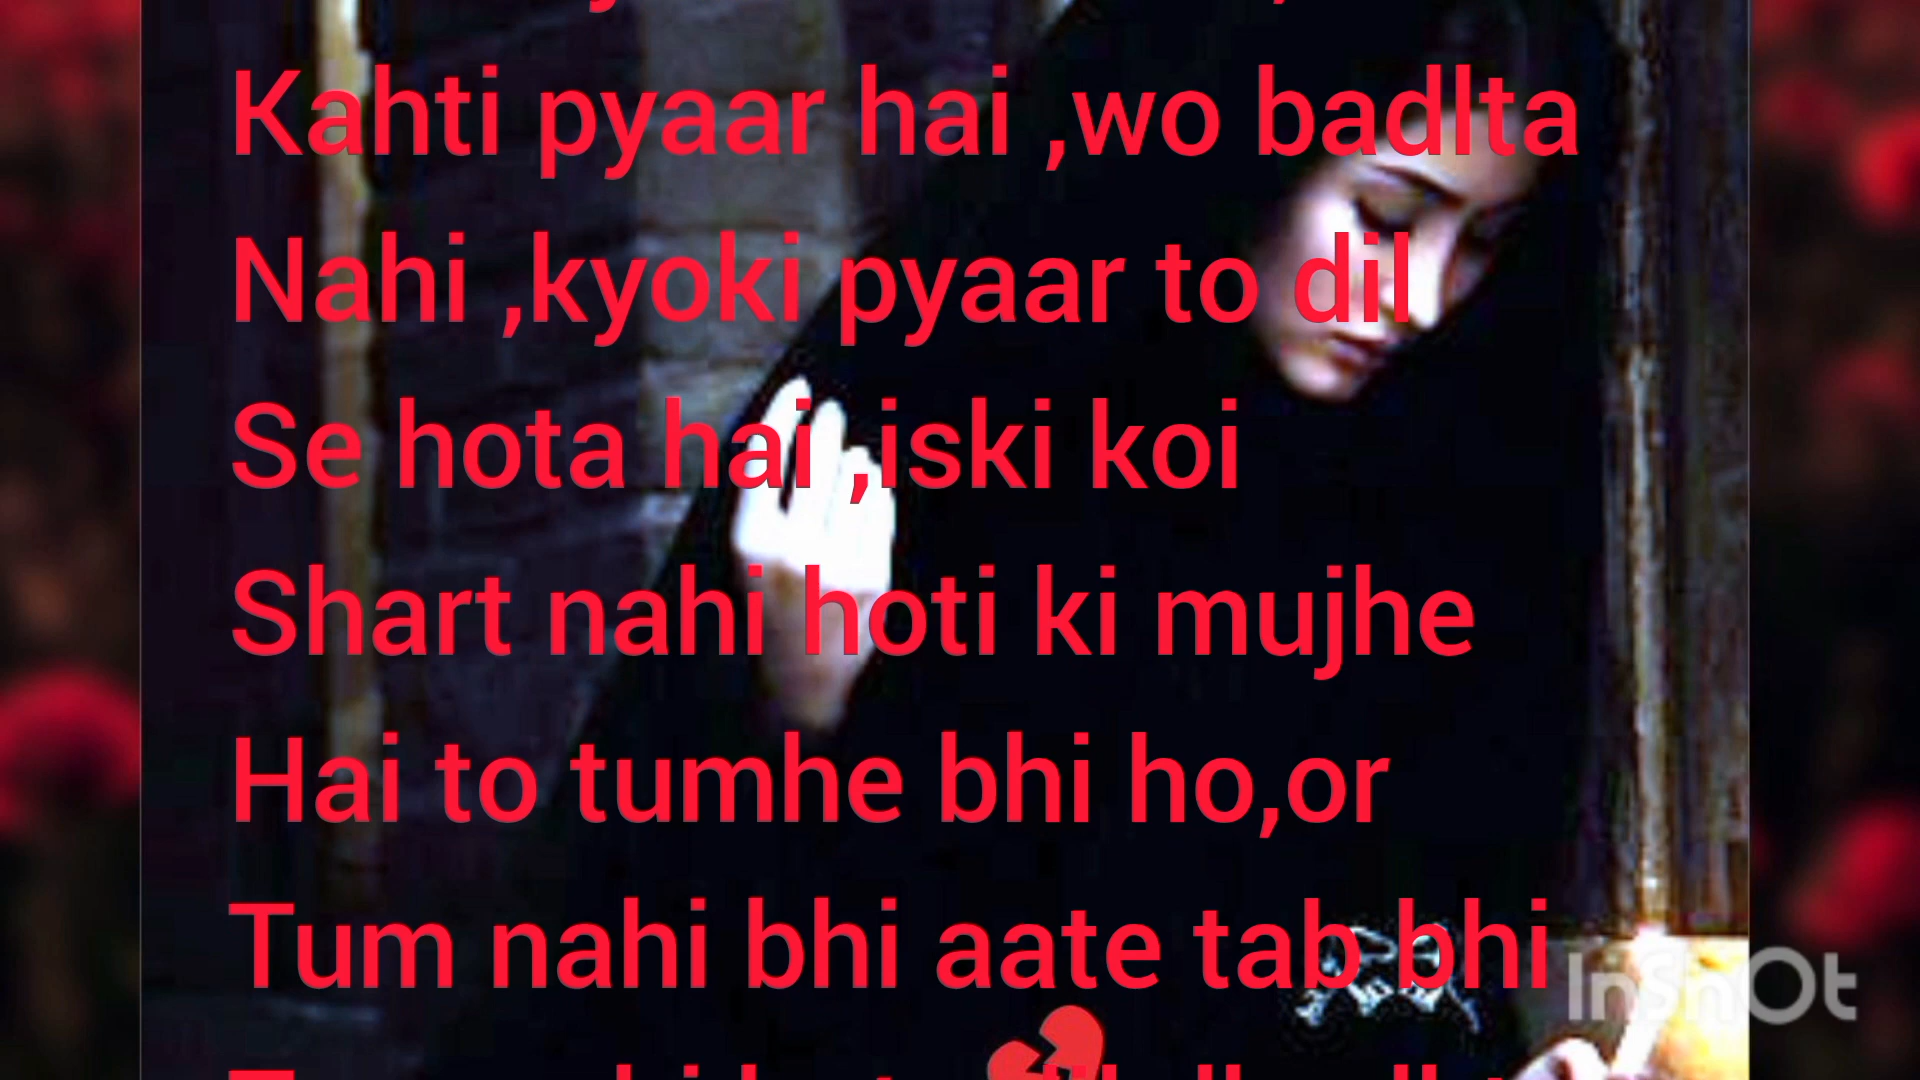 Kahti pyaar hai ,wo badlta
Nahi ,kyoki pyaar to dil
Se hota hai ,iski koi
Shart nahi hoti ki mujhe
Hai to tumhe bhi ho,or
Tum nahi bhi aate tab bhi
InShOt